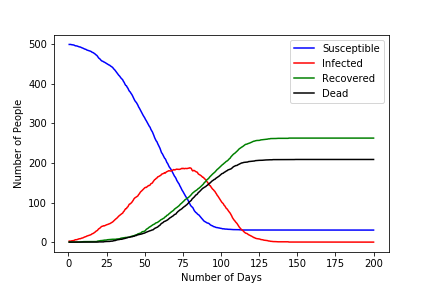 500
400
300
200
100
0
Number of People
Susceptible
Infected
Recovered
Dead
0 25 50 75 100 125 150 175 200
Number of Days